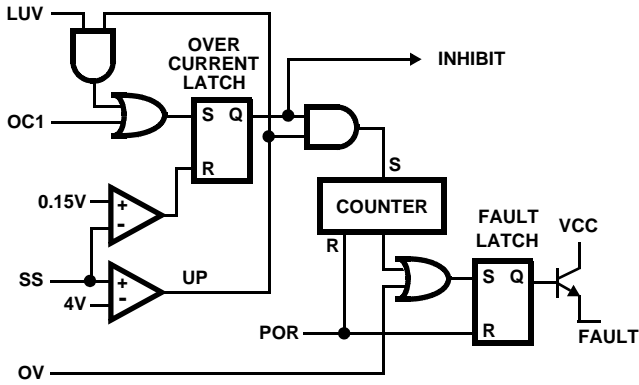 LUV
OVER
CURRENT
LATCH
INHIBIT
OC1
S Q
R
S
0.15V
+
-
COUNTER
R
FAULT
LATCH
VCC
SS
+
-
4V
UP
S Q
R
POR
FAULT
OV